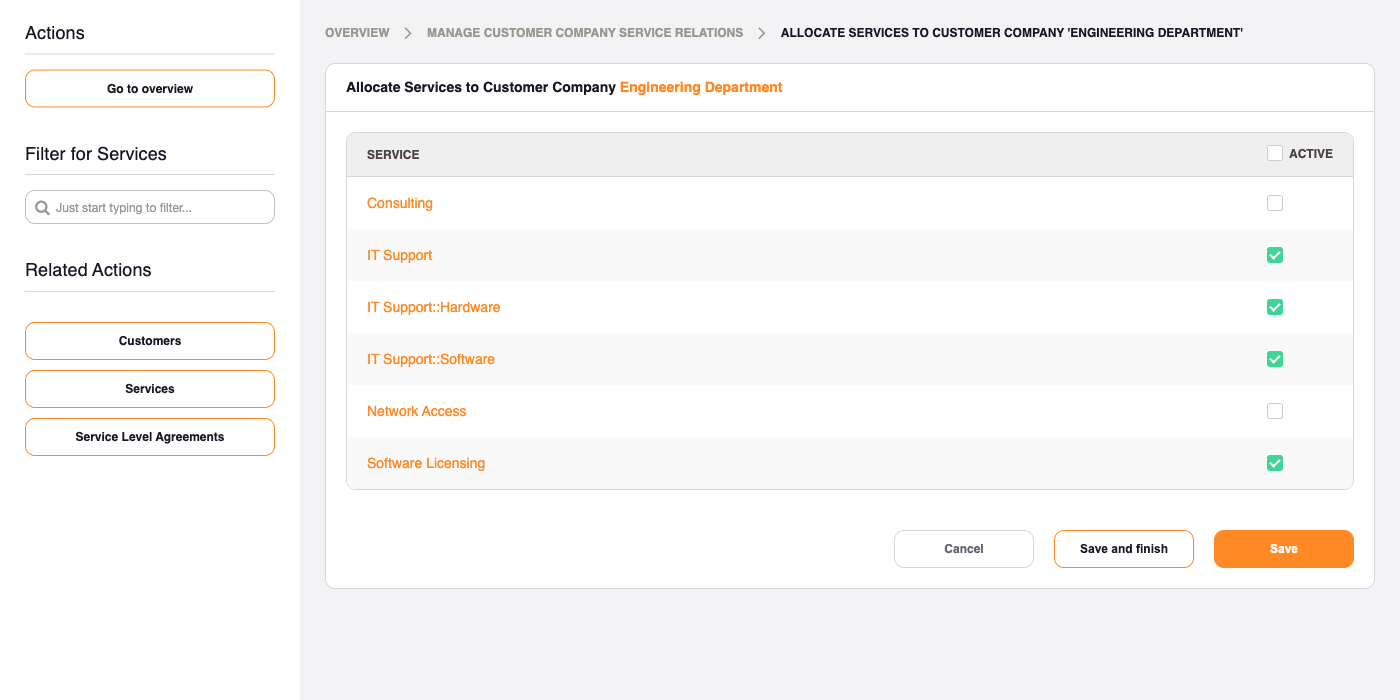 Actions
Go to overview
Filter for Services
Just start typing to filter...
Related Actions
Customers
Services
Service Level Agreements
OVERVIEW > MANAGE CUSTOMER COMPANY SERVICE RELATIONS > ALLOCATE SERVICES TO CUSTOMER COMPANY 'ENGINEERING DEPARTMENT'
Allocate Services to Customer Company Engineering Department
SERVICE ACTIVE
Consulting
IT Support
IT Support::Hardware
IT Support::Software
Network Access
Software Licensing
Cancel Save and finish Save